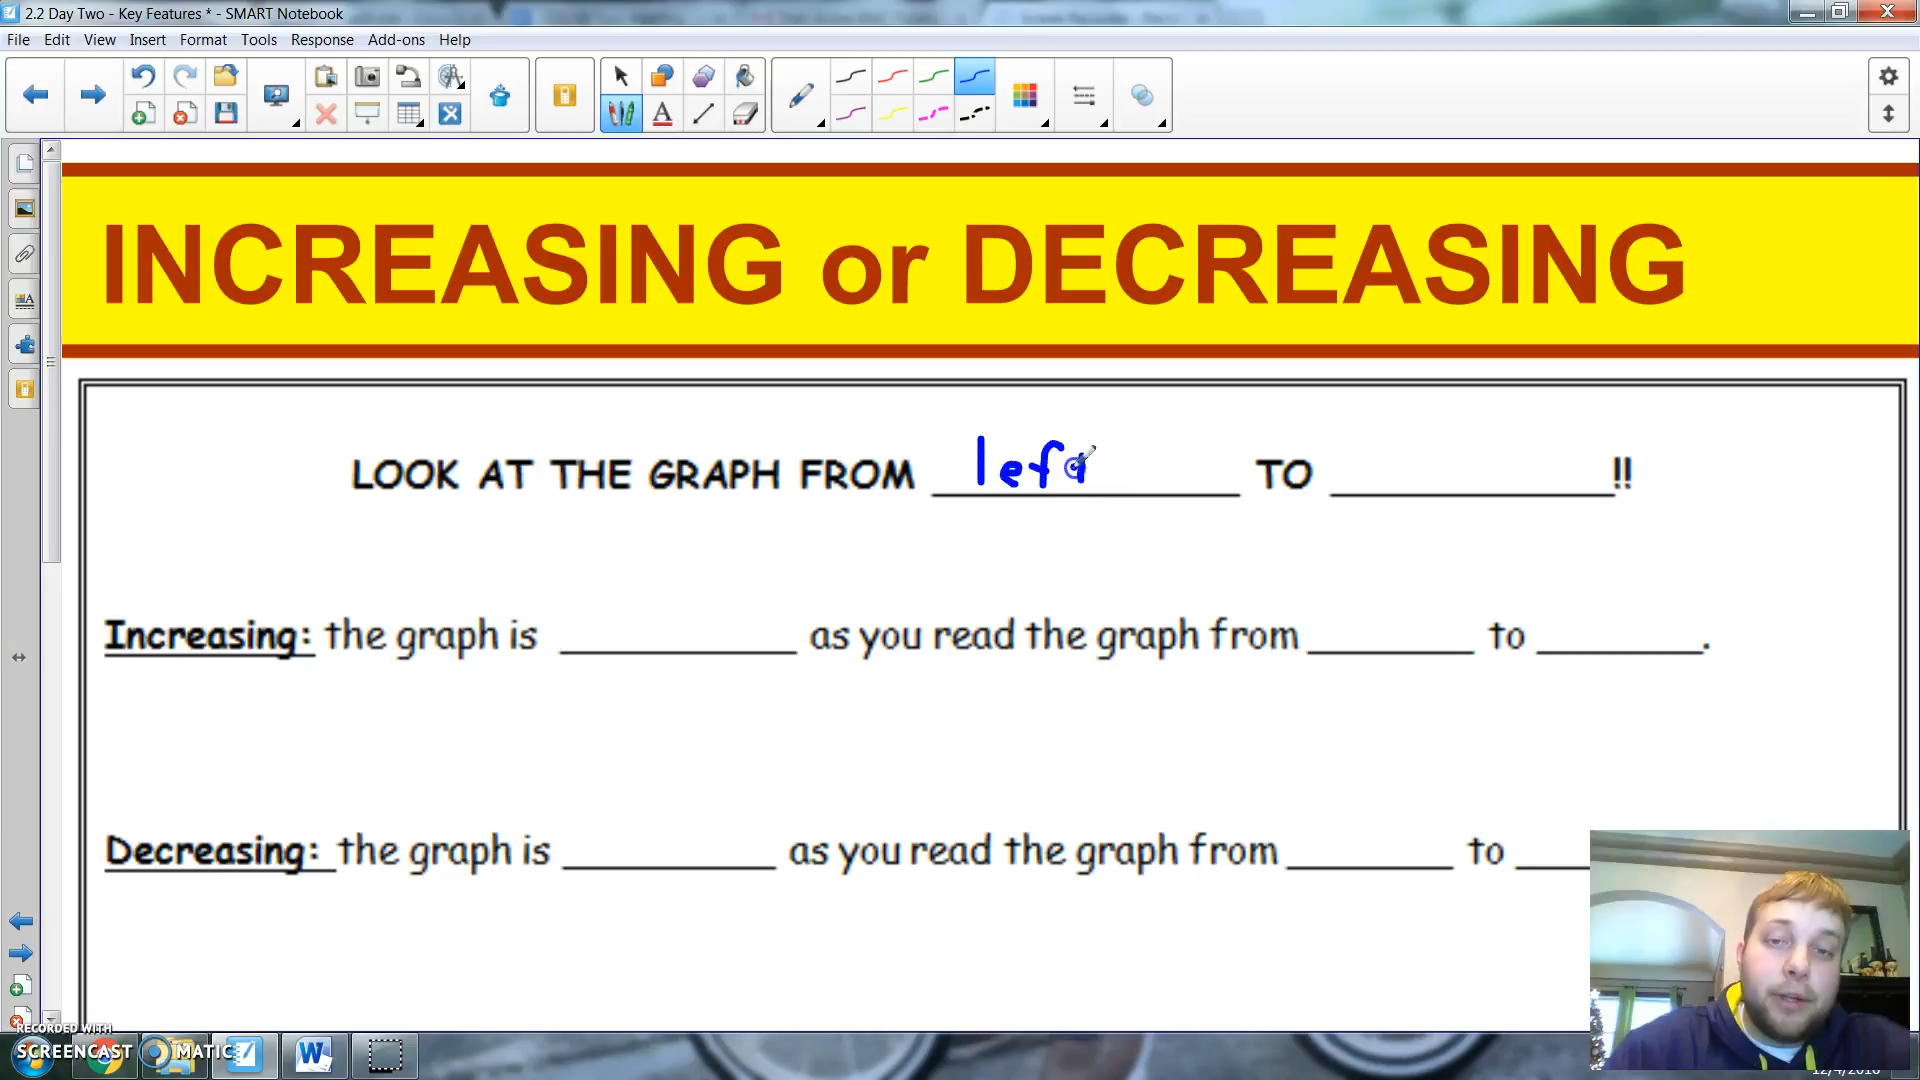 2.2 Day Two - Key Features * - SMART Notebook
File Edit View Insert Format Tools Response Add-ons Help
INCREASING or DECREASING
LOOK AT THE GRAPH FROM left TO !!
Increasing: the graph is as you read the graph from to .
Decreasing: the graph is as you read the graph from to
RECORDED WITH
SCREENCAST MATIC